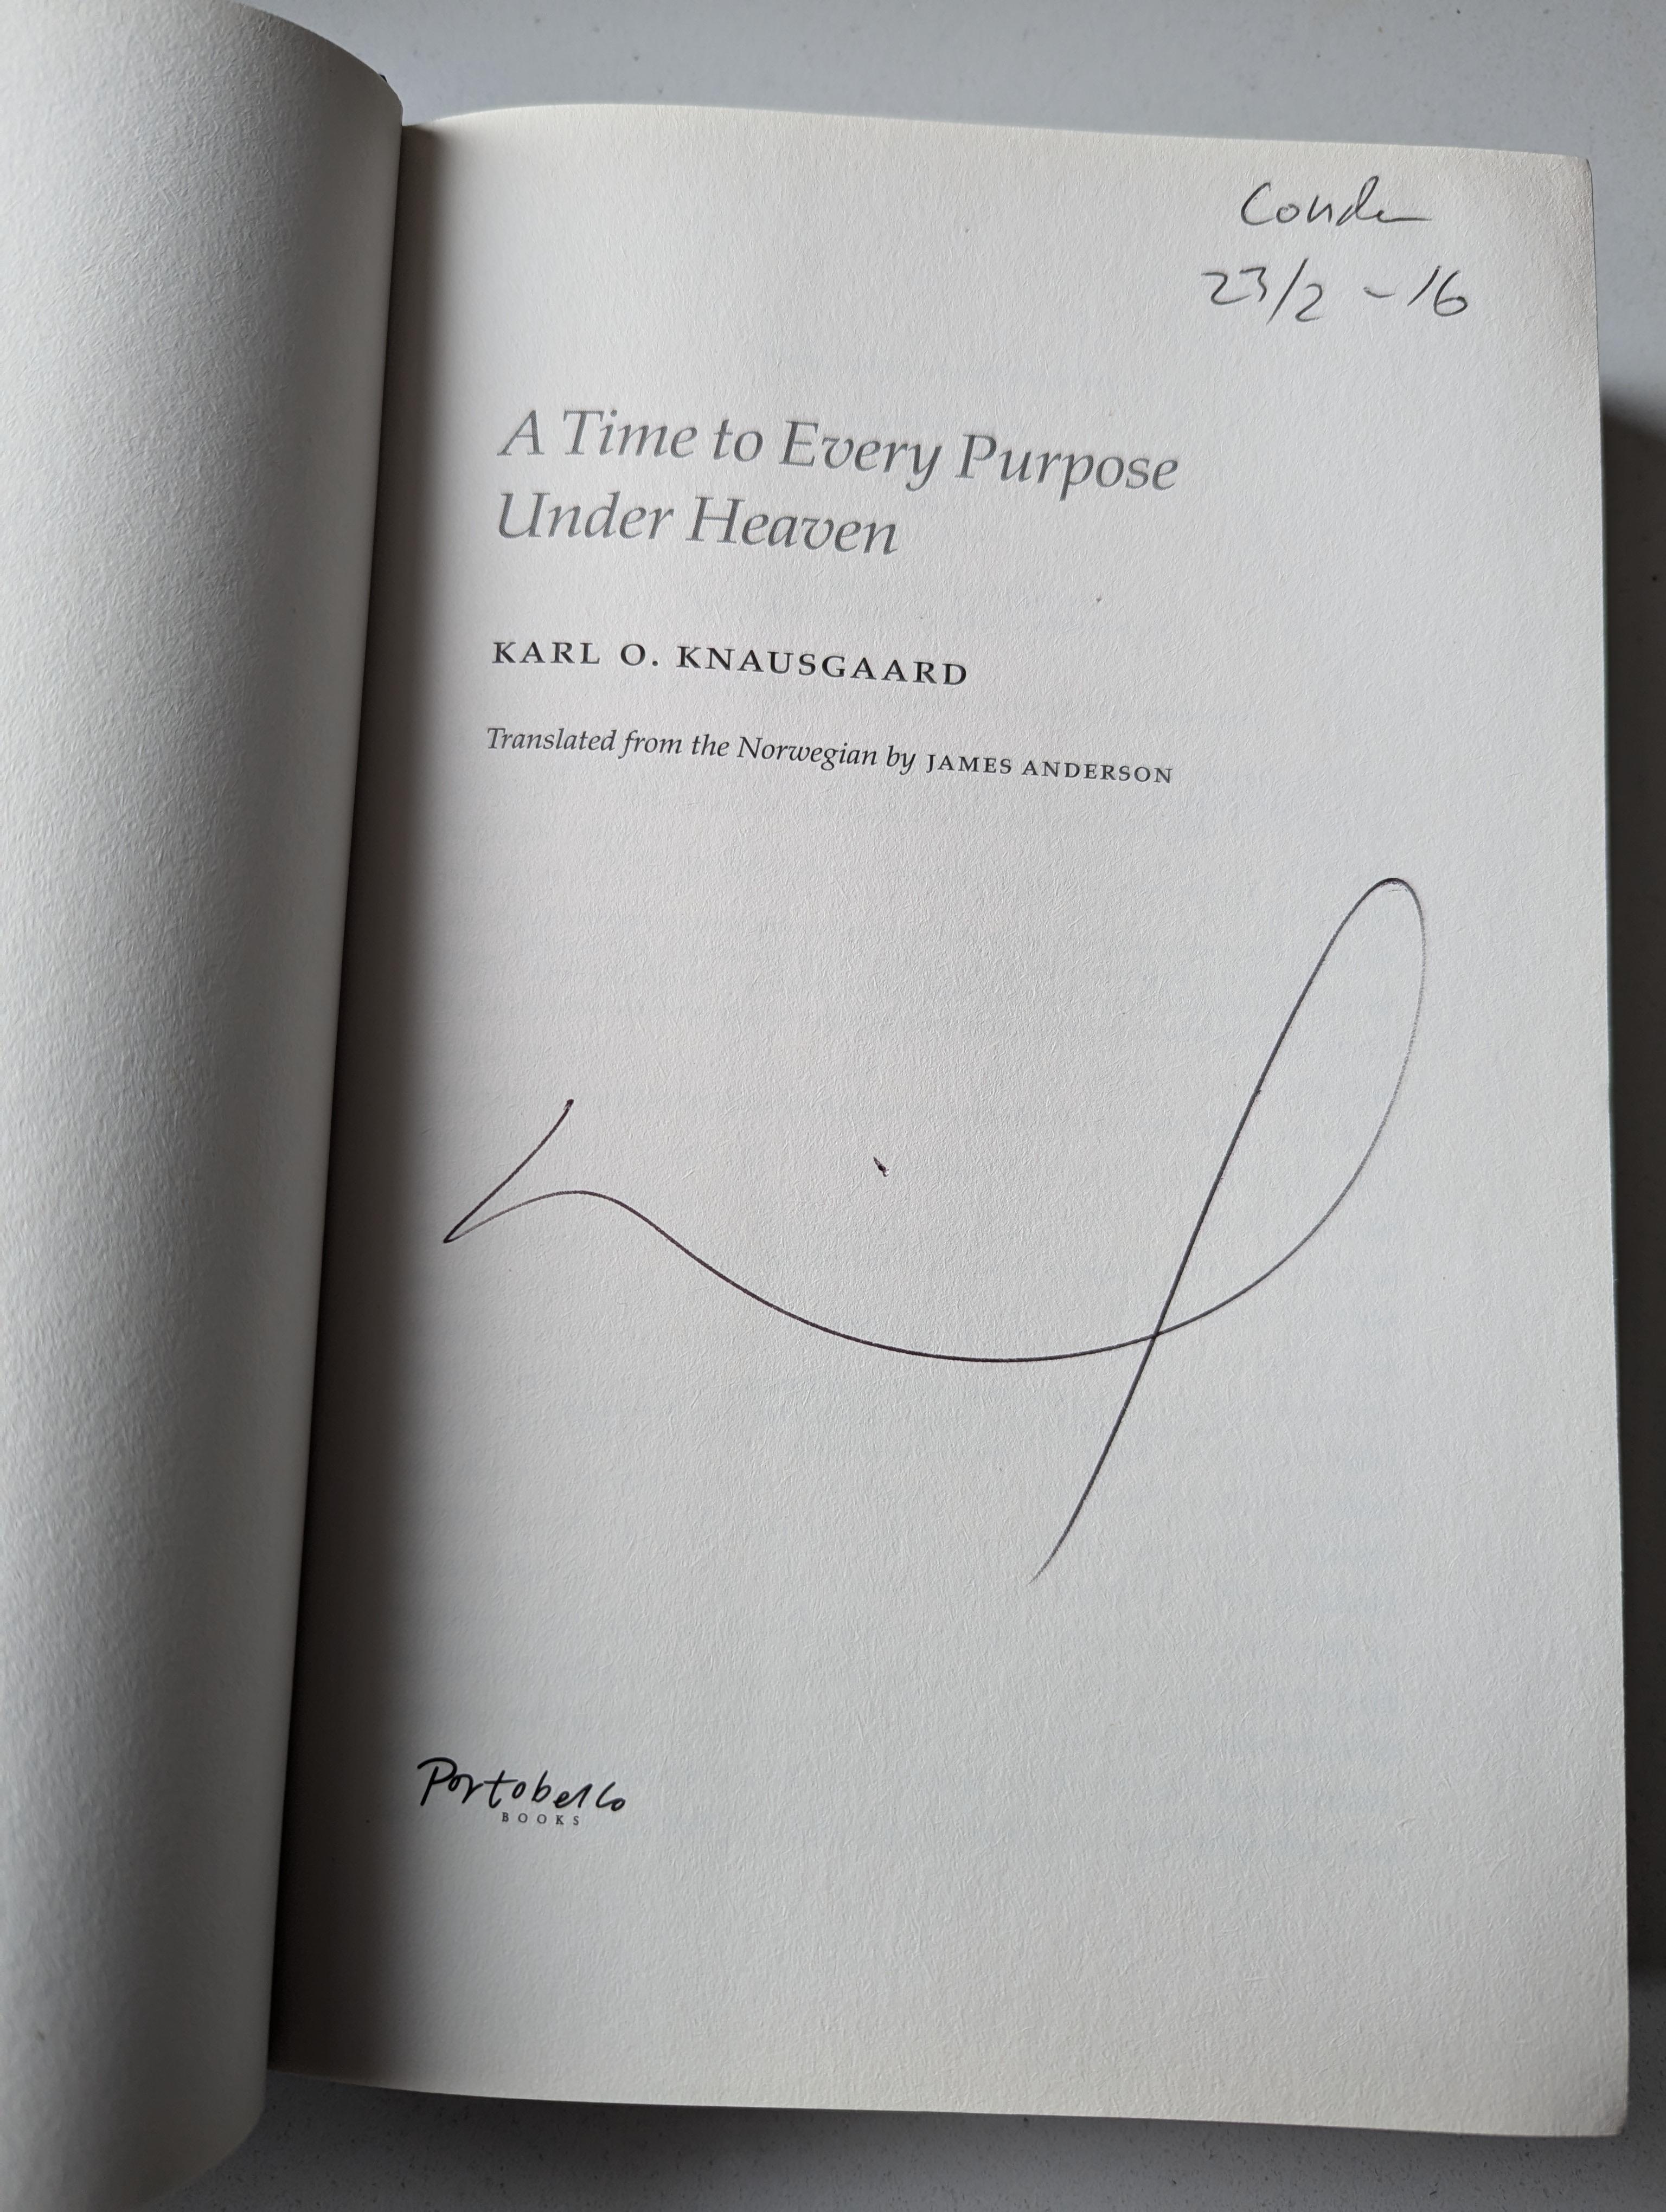 23/2 - 16
A Time to Every Purpose
Under Heaven
KARL O. KNAUSGAARD
Translated from the Norwegian by JAMES ANDERSON
Portobello
BOOKS